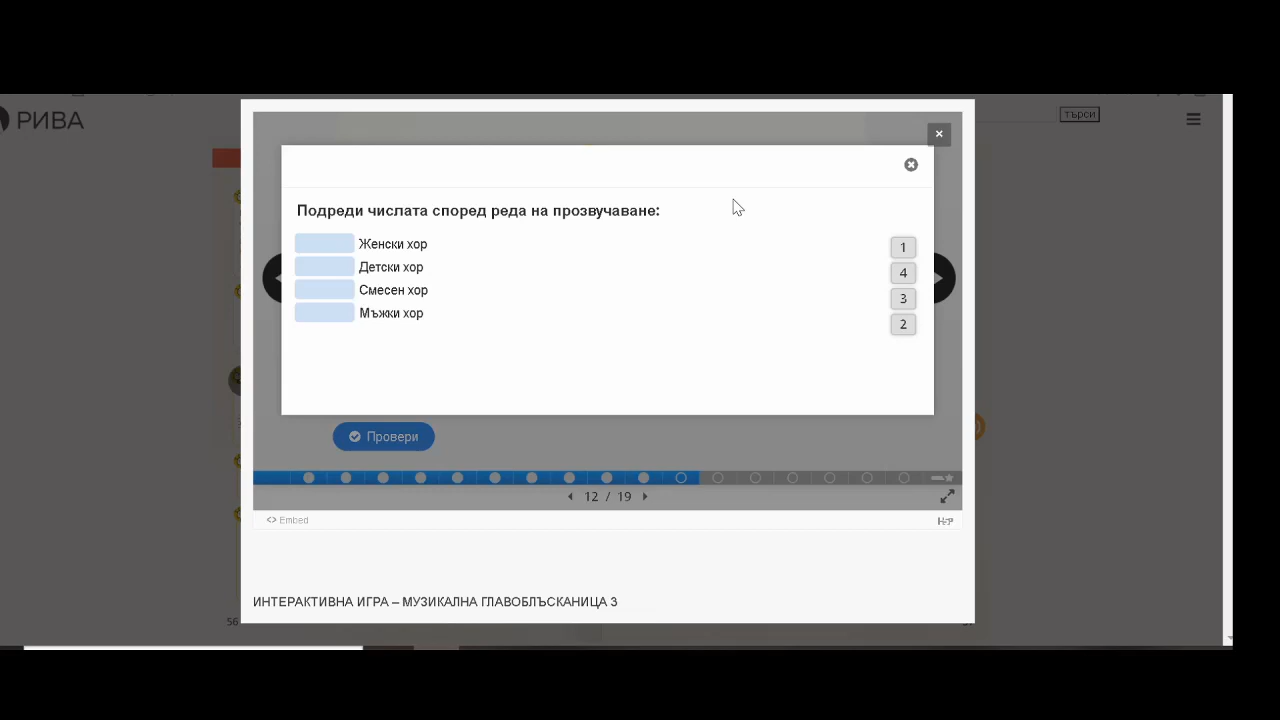 РИВА
търси
Подреди числата според реда на прозвучаване:
Женски хор
Детски хор
Смесен хор
Мъжки хор
1
4
3
2
Провери
12 / 19
<> Embed
H5P
ИНТЕРАКТИВНА ИГРА – МУЗИКАЛНА ГЛАВОБЛЪСКАНИЦА 3
56